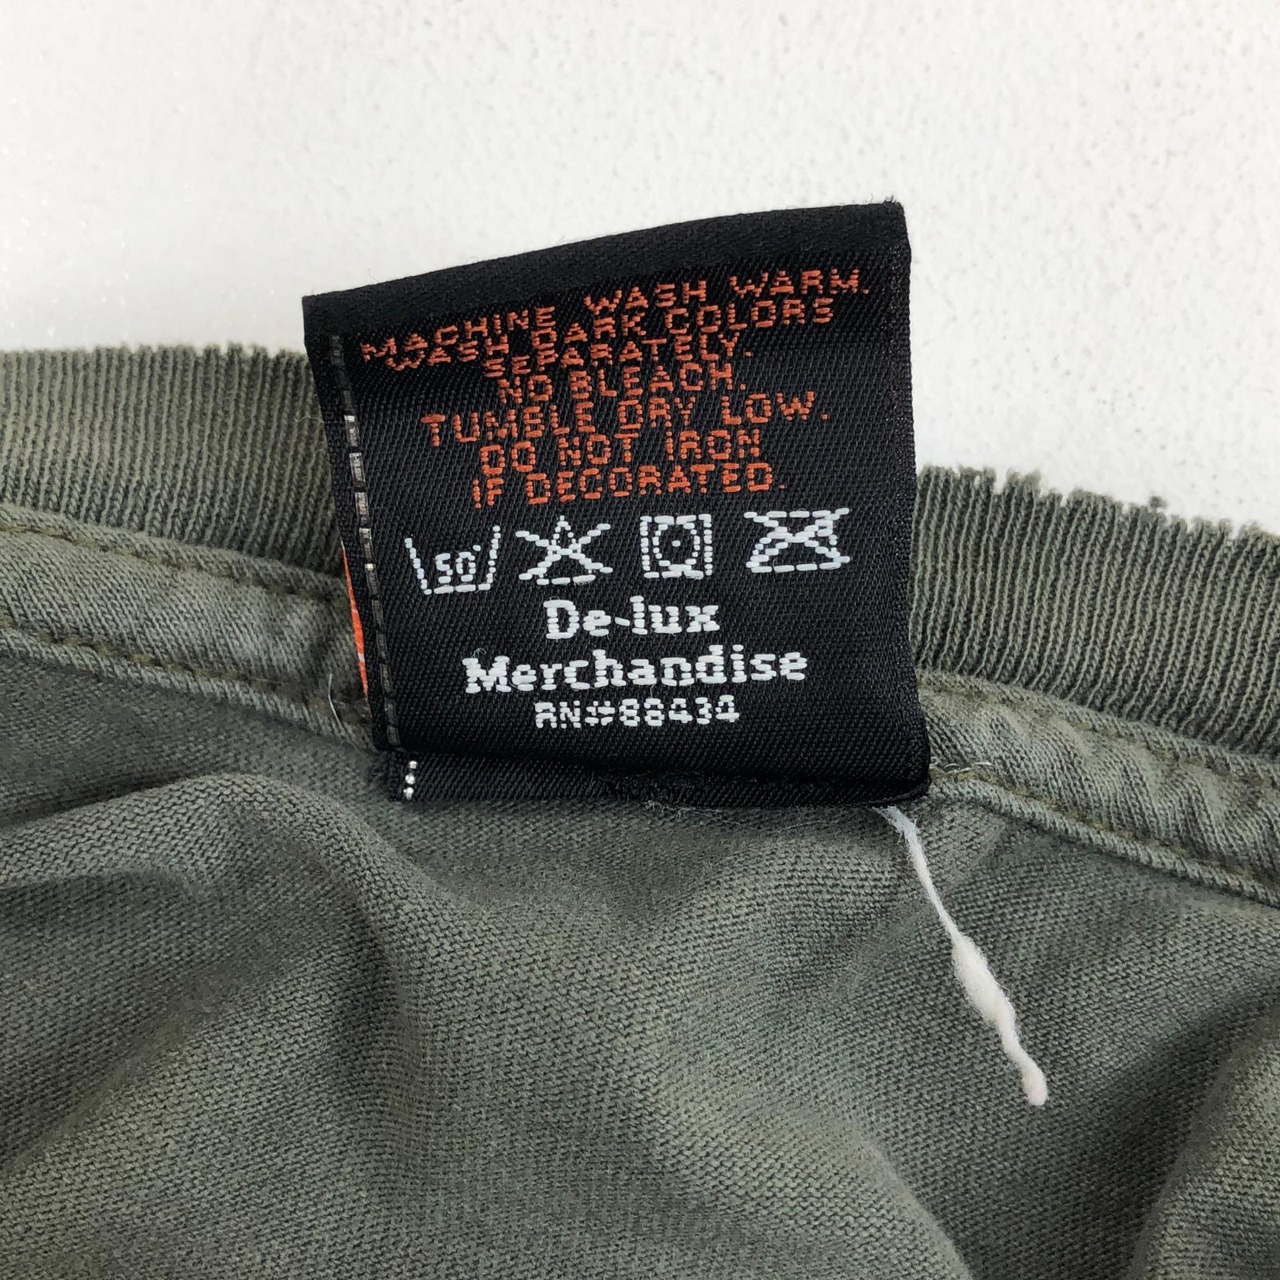 MACHINE WASH WARM.
WASH DARK COLORS
SEPARATELY.
NO BLEACH.
TUMBLE DRY LOW.
DO NOT IRON
IF DECORATED.
50°
De-lux
Merchandise
RN#88434